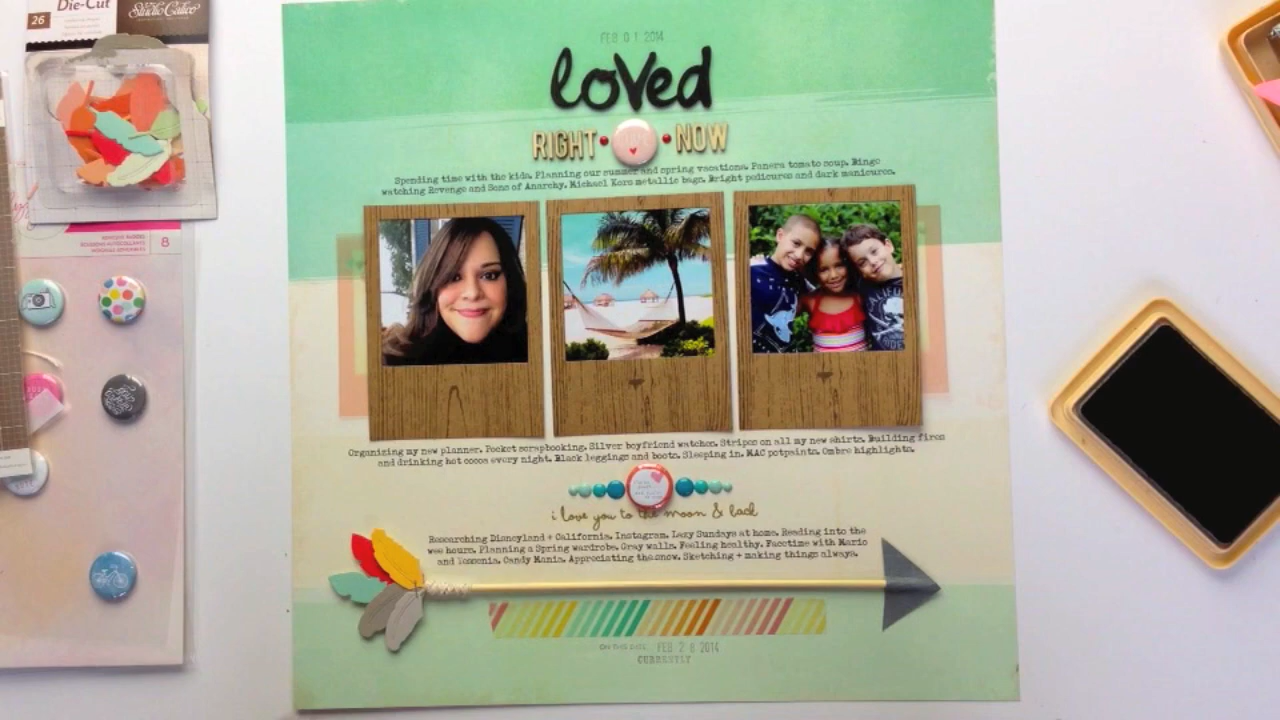 26
Die-Cut
Studio Calico
8
FEB 01 2014
loved
RIGHT NOW
Spending time with the kids. Planning our summer and spring vacations. Panera tomato soup. Binge
watching Revenge and Sons of Anarchy. Michael Kors metallic bags. Bright pedicures and dark manicures.
Organizing my new planner. Pocket scrapbooking. Silver boyfriend watches. Stripes on all my new shirts. Building fires
and drinking hot cocoa every night. Black leggings and boots. Sleeping in. MAC potpaints. Ombre highlights.
i love you to the moon & back
Researching Disneyland + California. Instagram. Lazy Sundays at home. Reading into the
wee hours. Planning a Spring wardrobe. Gray walls. Feeling healthy. Facetime with Mario
and Yessenia. Candy Mania. Appreciating the snow. Sketching + making things always.
ON THIS DATE FEB 28 2014
CURRENTLY